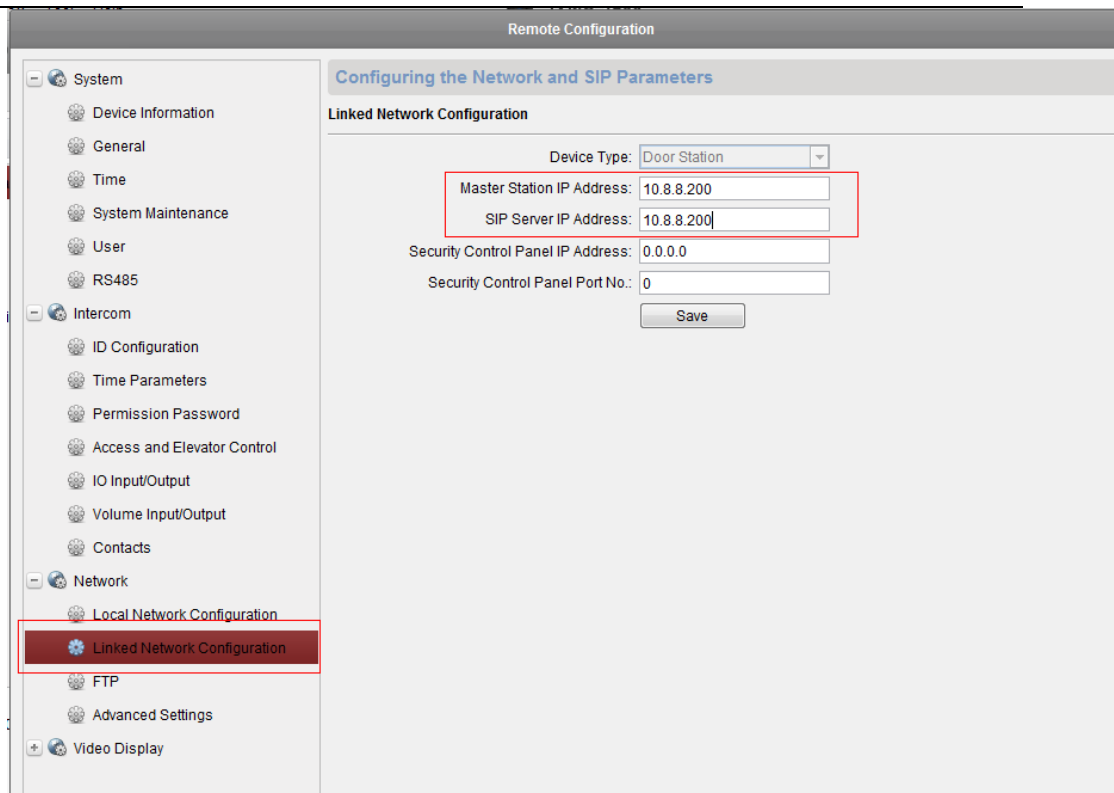 Remote Configuration
System
Device Information
General
Time
System Maintenance
User
RS485
Intercom
ID Configuration
Time Parameters
Permission Password
Access and Elevator Control
IO Input/Output
Volume Input/Output
Contacts
Network
Local Network Configuration
Linked Network Configuration
FTP
Advanced Settings
Video Display
Configuring the Network and SIP Parameters
Linked Network Configuration
Device Type: Door Station
Master Station IP Address: 10.8.8.200
SIP Server IP Address: 10.8.8.200
Security Control Panel IP Address: 0.0.0.0
Security Control Panel Port No.: 0
Save